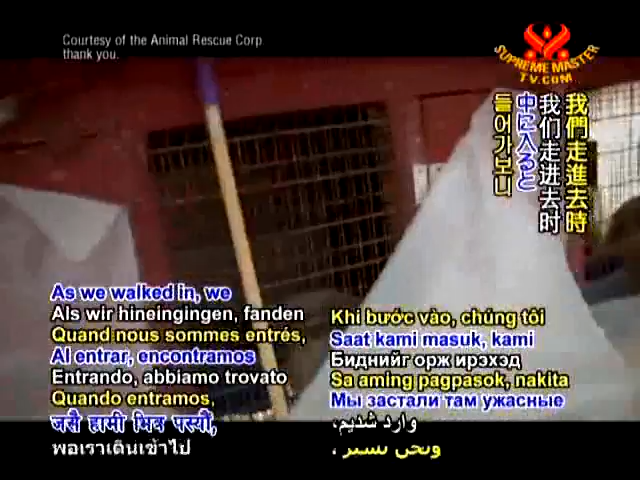 Courtesy of the Animal Rescue Corp
thank you.
SUPREME MASTER
TV.COM
我們走進去時
我们走进去时
中に入ると
들어가보니
As we walked in, we
Als wir hineingingen, fanden
Quand nous sommes entrés,
Al entrar, encontramos
Entrando, abbiamo trovato
Quando entramos,
जसै हामी भित्र पस्यौं,
พอเราเดินเข้าไป
Khi bước vào, chúng tôi
Saat kami masuk, kami
Биднийг орж ирэхэд
Sa aming pagpasok, nakita
Мы застали там ужасные
وارد شدیم،
ونحن نسير ،